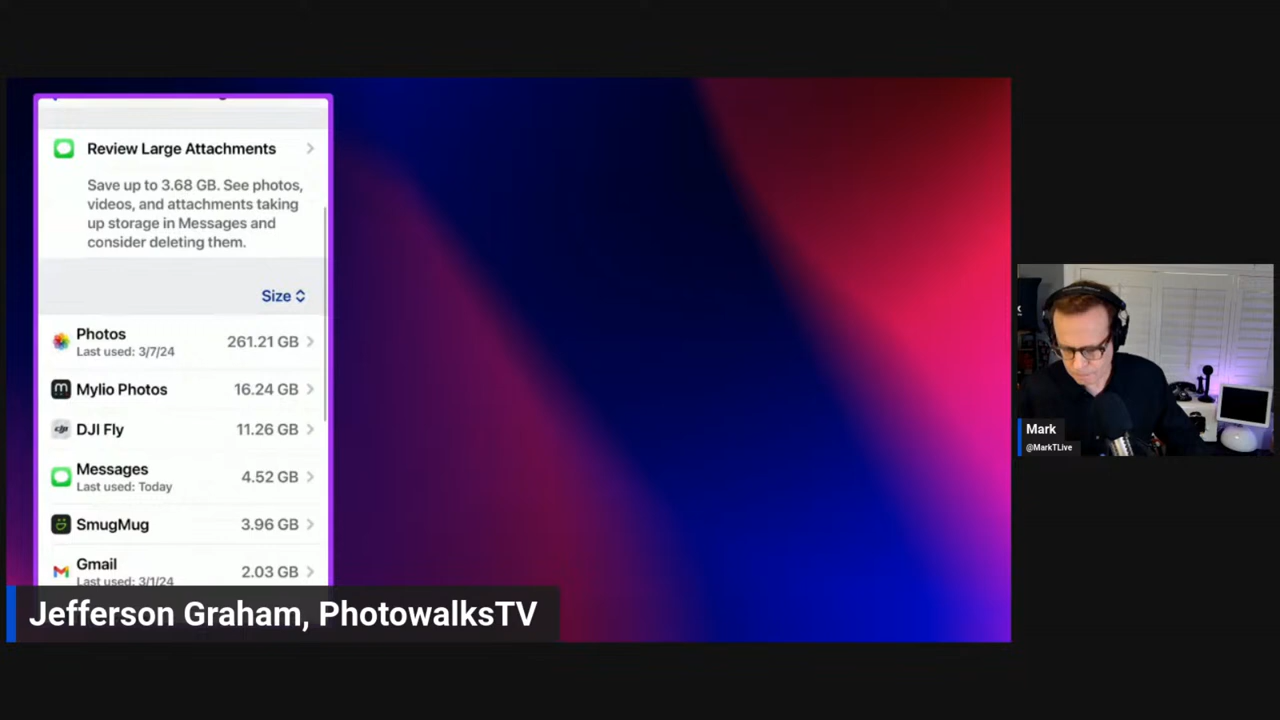 Review Large Attachments
Save up to 3.68 GB. See photos,
videos, and attachments taking
up storage in Messages and
consider deleting them.
Size
Photos
261.21 GB
Last used: 3/7/24
Mylio Photos
16.24 GB
DJI Fly
11.26 GB
Messages
4.52 GB
Last used: Today
SmugMug
3.96 GB
Gmail
2.03 GB
Last used: 3/1/24
Jefferson Graham, PhotowalksTV
Mark
@MarkTLive